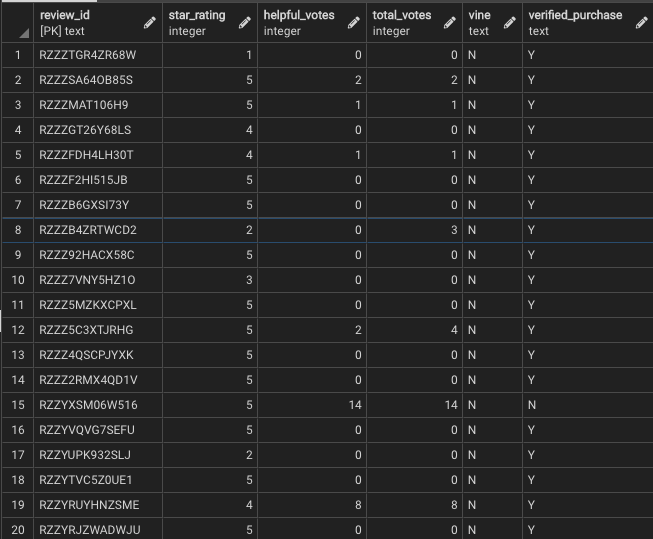 review_id star_rating helpful_votes total_votes vine verified_purchase
[PK] text integer integer integer text text
1 RZZZTGR4ZR68W 1 0 0 N Y
2 RZZZSA64OB85S 5 2 2 N Y
3 RZZZMAT106H9 5 1 1 N Y
4 RZZZGT26Y68LS 4 0 0 N Y
5 RZZZFDH4LH30T 4 1 1 N Y
6 RZZZF2HI515JB 5 0 0 N Y
7 RZZZB6GXSI73Y 5 0 0 N Y
8 RZZZB4ZRTWCD2 2 0 3 N Y
9 RZZZ92HACX58C 5 0 0 N Y
10 RZZZ7VNY5HZ1O 3 0 0 N Y
11 RZZZ5MZKXCPXL 5 0 0 N Y
12 RZZZ5C3XTJRHG 5 2 4 N Y
13 RZZZ4QSCPJYXK 5 0 0 N Y
14 RZZZ2RMX4QD1V 5 0 0 N Y
15 RZZYXSM06W516 5 14 14 N N
16 RZZYVQVG7SEFU 5 0 0 N Y
17 RZZYUPK932SLJ 2 0 0 N Y
18 RZZYTVC5Z0UE1 5 0 0 N Y
19 RZZYRUYHNZSME 4 8 8 N Y
20 RZZYRJZWADWJU 5 0 0 N Y